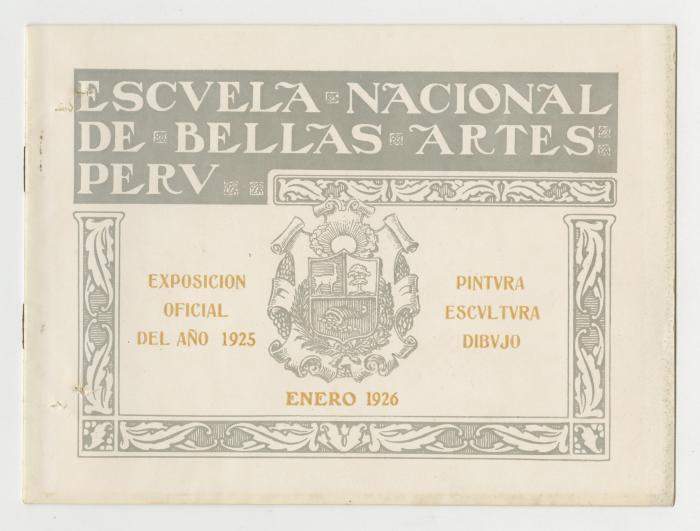 ESCVELA NACIONAL
DE BELLAS ARTES
PERV
EXPOSICION
OFICIAL
DEL AÑO 1925
PINTVRA
ESCVLTVRA
DIBVJO
ENERO 1926